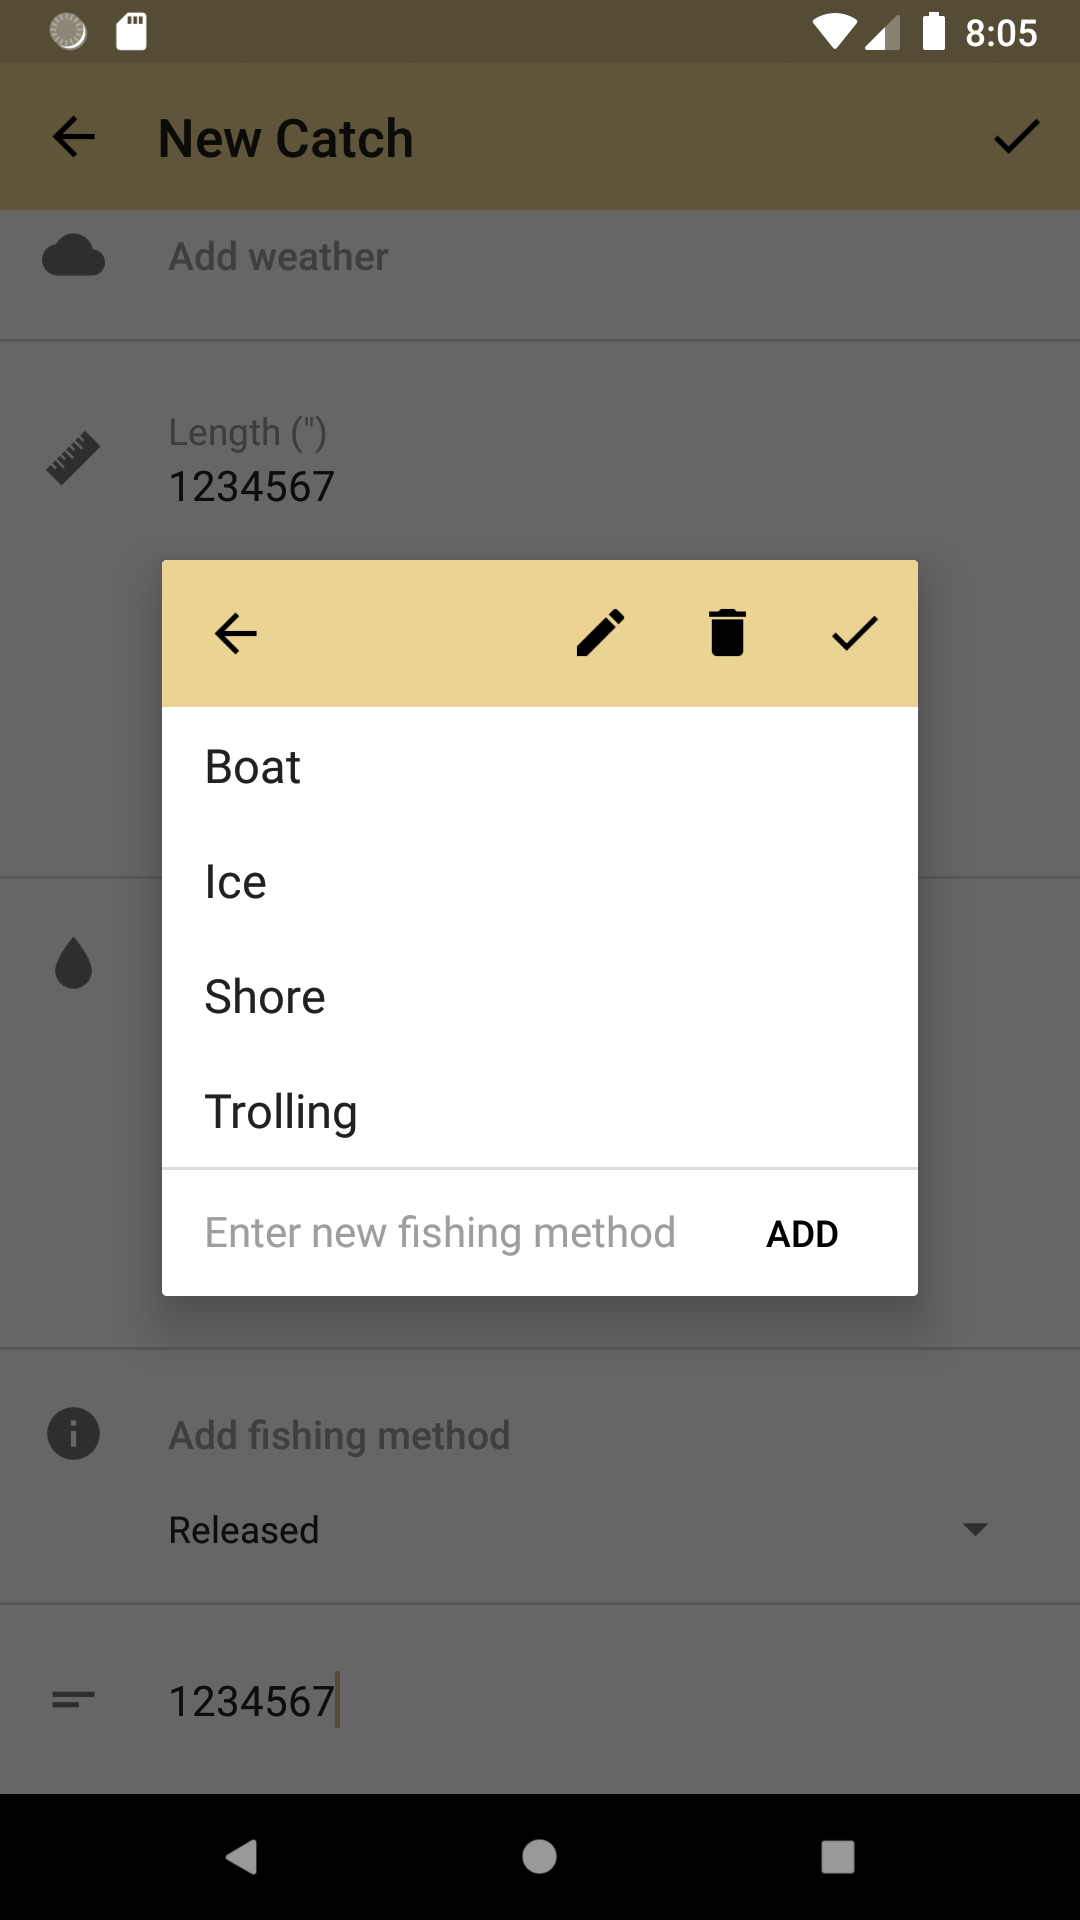 8:05
New Catch
Add weather
Length (")
1234567
Boat
Ice
Shore
Trolling
Enter new fishing method
ADD
Add fishing method
Released
1234567